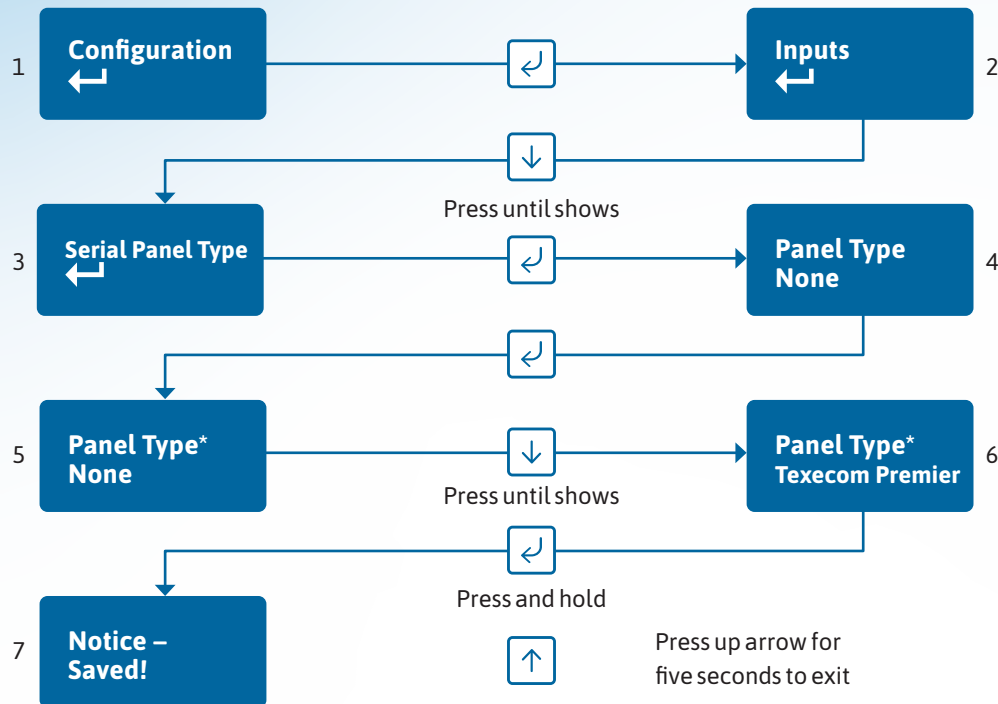 1
Configuration
Inputs
2
Press until shows
3
Serial Panel Type
Panel Type
None
4
5
Panel Type*
None
Press until shows
Panel Type*
Texecom Premier
6
Press and hold
7
Notice –
Saved!
Press up arrow for
five seconds to exit